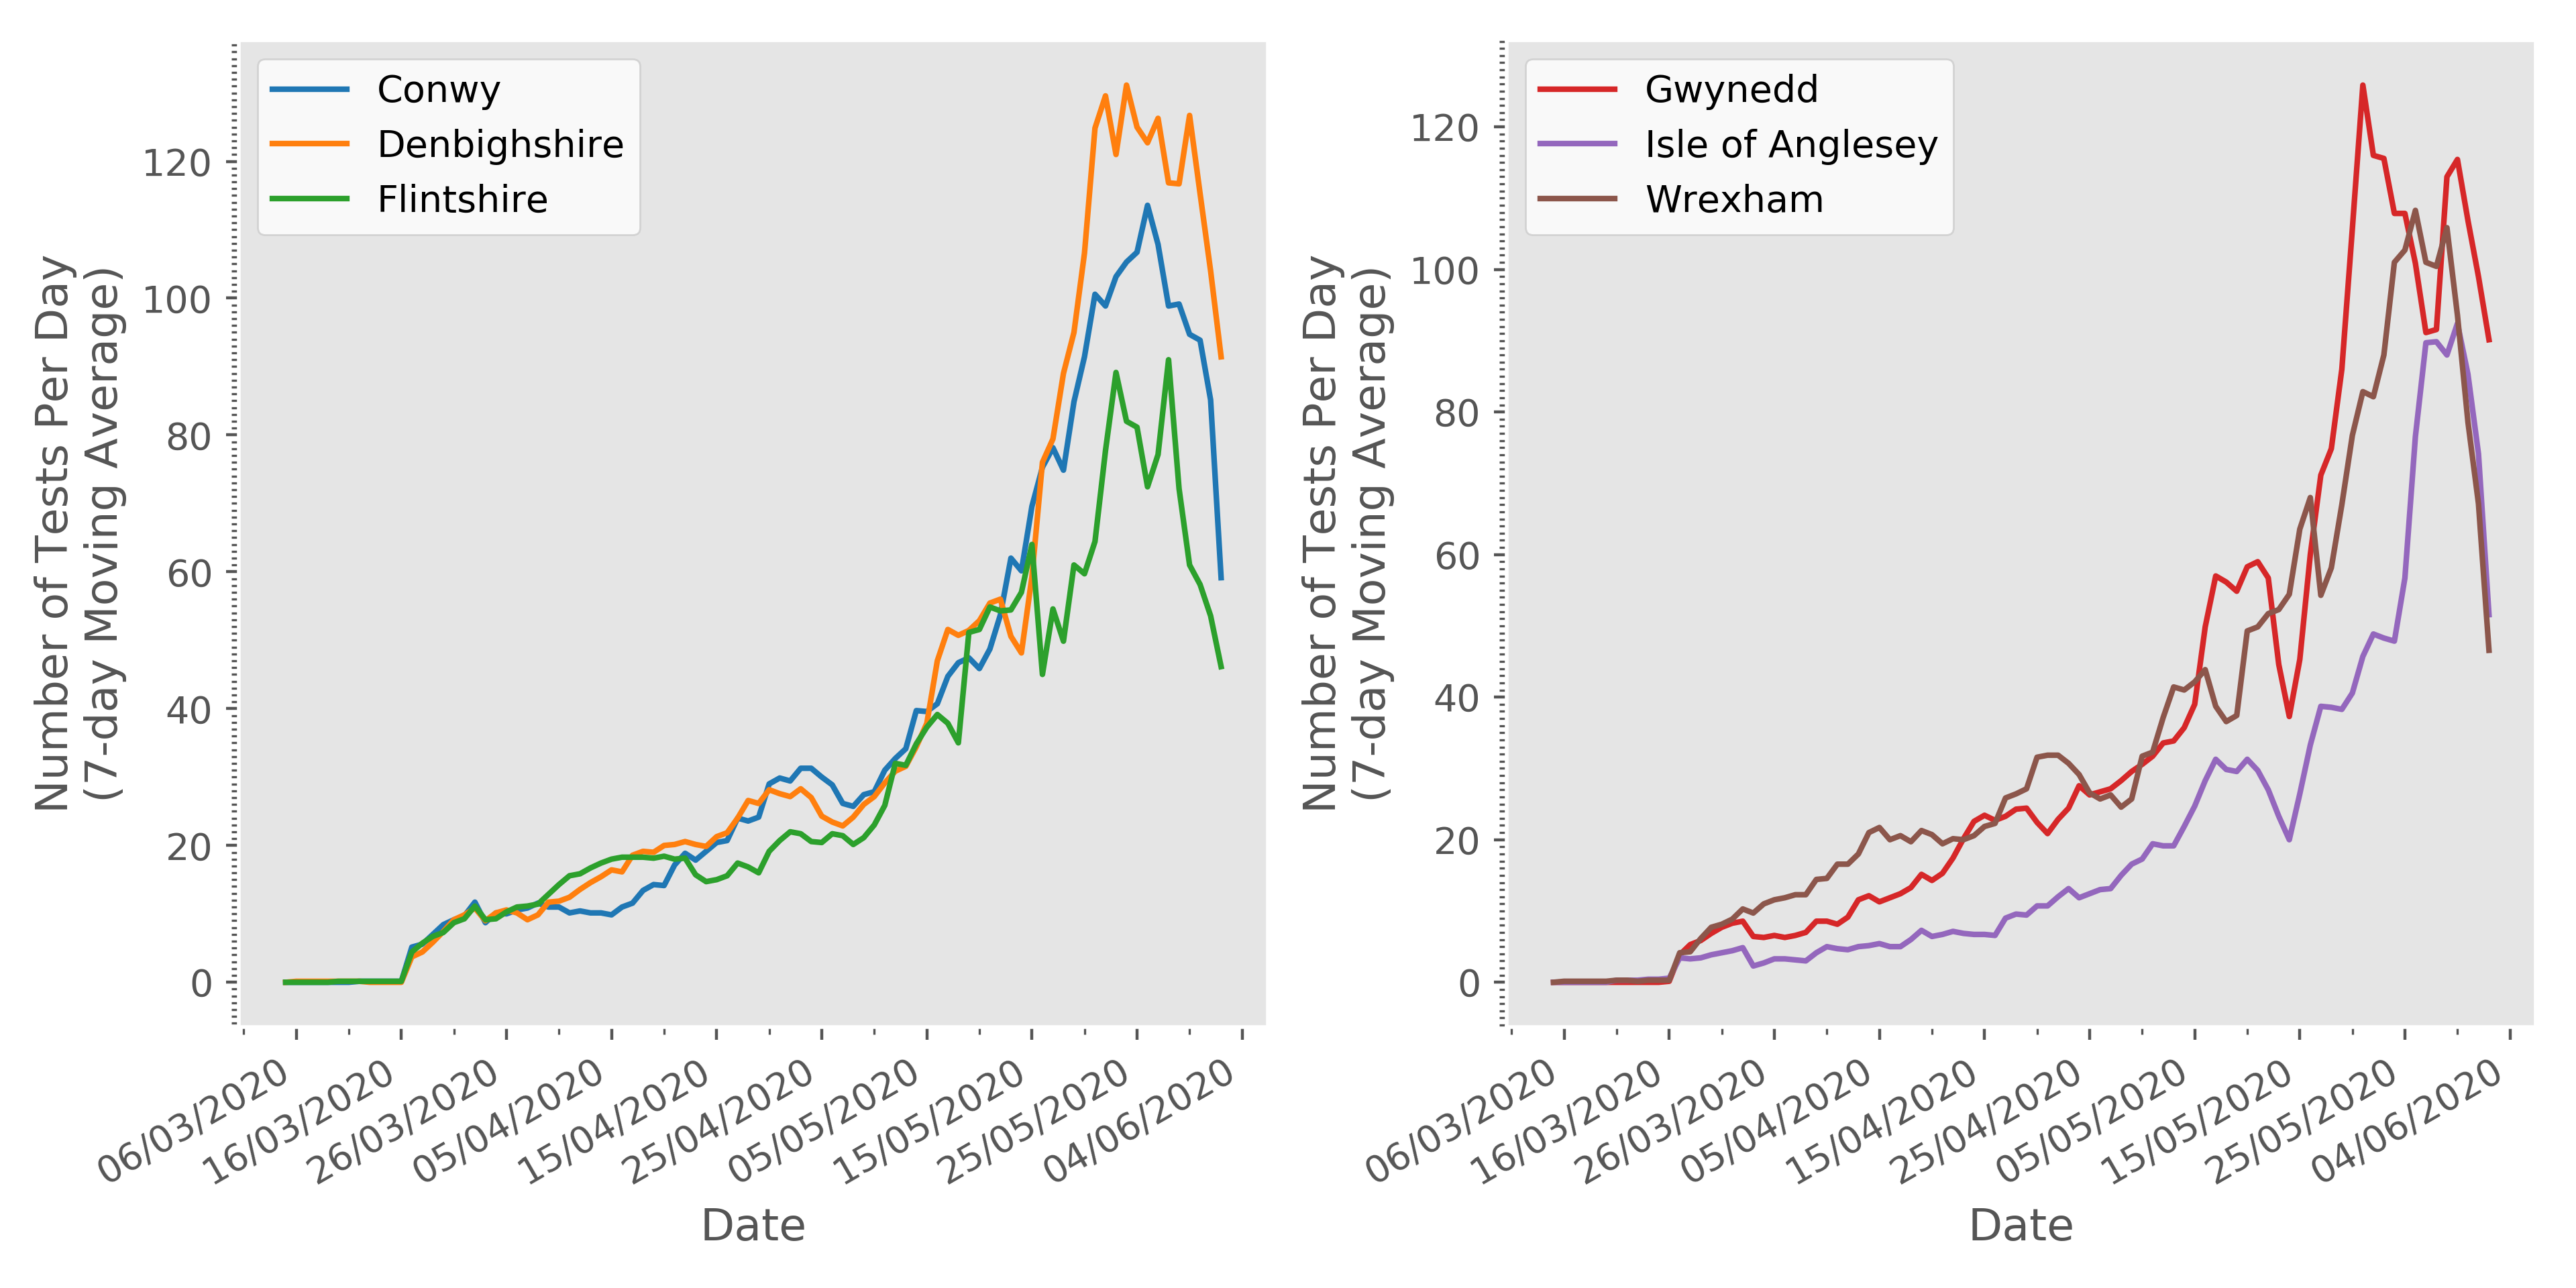 Conwy
Denbighshire
Flintshire
Number of Tests Per Day
(7-day Moving Average)
120
100
80
60
40
20
0
06/03/2020
16/03/2020
26/03/2020
05/04/2020
15/04/2020
25/04/2020
05/05/2020
15/05/2020
25/05/2020
04/06/2020
Date
Gwynedd
Isle of Anglesey
Wrexham
Number of Tests Per Day
(7-day Moving Average)
120
100
80
60
40
20
0
06/03/2020
16/03/2020
26/03/2020
05/04/2020
15/04/2020
25/04/2020
05/05/2020
15/05/2020
25/05/2020
04/06/2020
Date